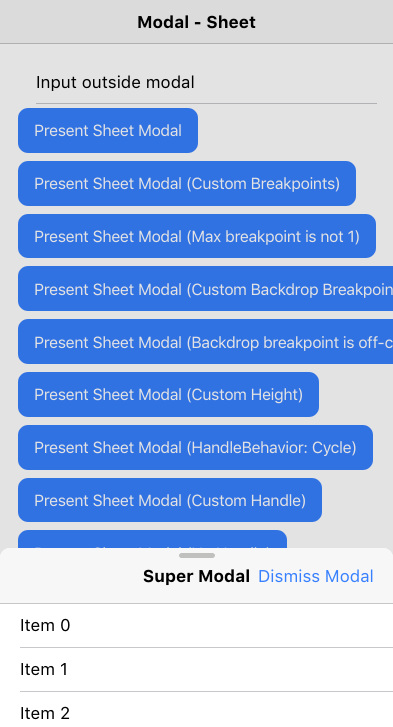 Modal - Sheet
Input outside modal
Present Sheet Modal
Present Sheet Modal (Custom Breakpoints)
Present Sheet Modal (Max breakpoint is not 1)
Present Sheet Modal (Custom Backdrop Breakpoin
Present Sheet Modal (Backdrop breakpoint is off-c
Present Sheet Modal (Custom Height)
Present Sheet Modal (HandleBehavior: Cycle)
Present Sheet Modal (Custom Handle)
Super Modal Dismiss Modal
Item 0
Item 1
Item 2